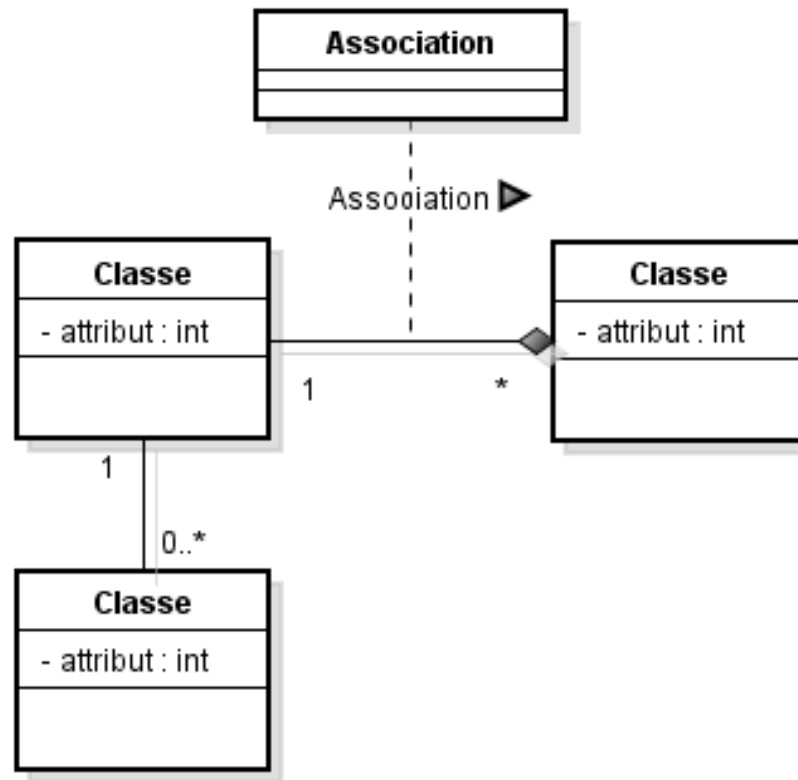 Association
Association
Classe
- attribut : int
Classe
- attribut : int
1
*
1
0..*
Classe
- attribut : int